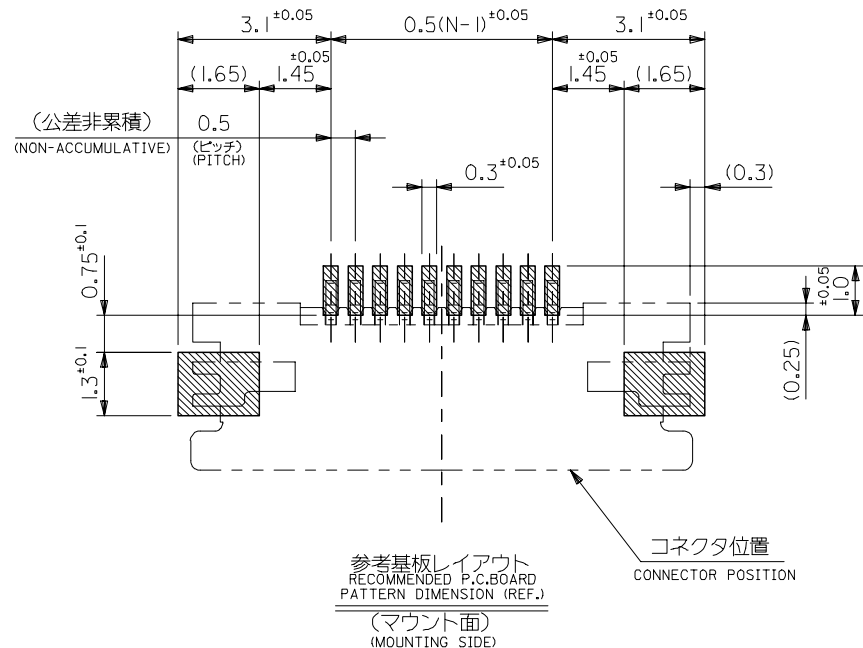 3.1±0.05
0.5(N-1)±0.05
3.1±0.05
(1.65)
1.45±0.05
1.45±0.05
(1.65)
(公差非累積)
(NON-ACCUMULATIVE)
0.5
(ピッチ)
(PITCH)
0.3±0.05
(0.3)
0.75±0.1
1.3±0.1
1.0±0.05
(0.25)
コネクタ位置
CONNECTOR POSITION
参考基板レイアウト
RECOMMENDED P.C.BOARD
PATTERN DIMENSION (REF.)
(マウント面)
(MOUNTING SIDE)